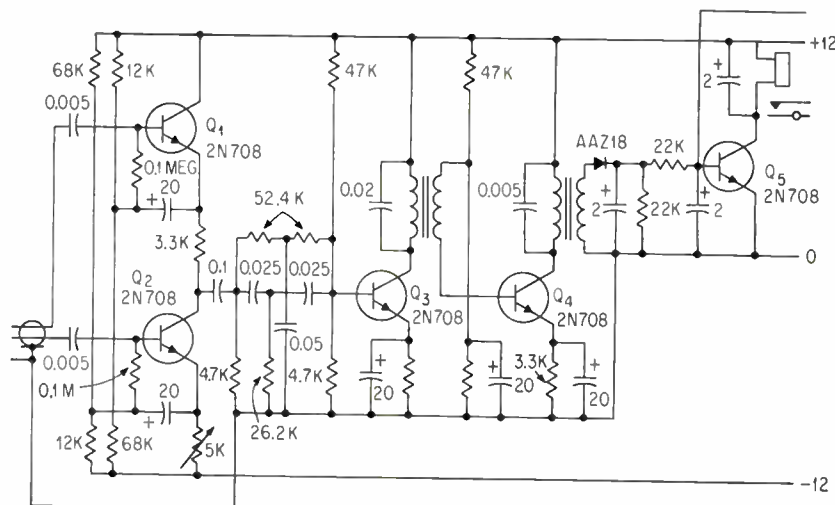 +12
68K
12K
47K
47K
+
2
0.005
Q1
2N708
0.1 MEG
20
+
52.4 K
0.02
0.005
AAZ18
22K
+
2
22K
+
2
Q5
2N708
0
3.3K
Q2
2N708
0.1
0.025
0.025
Q3
2N708
Q4
2N708
0.005
0.05
0.1 M
20
+
4.7K
4.7K
+
20
+
20
3.3K
+
20
26.2K
12K
68K
5K
-12